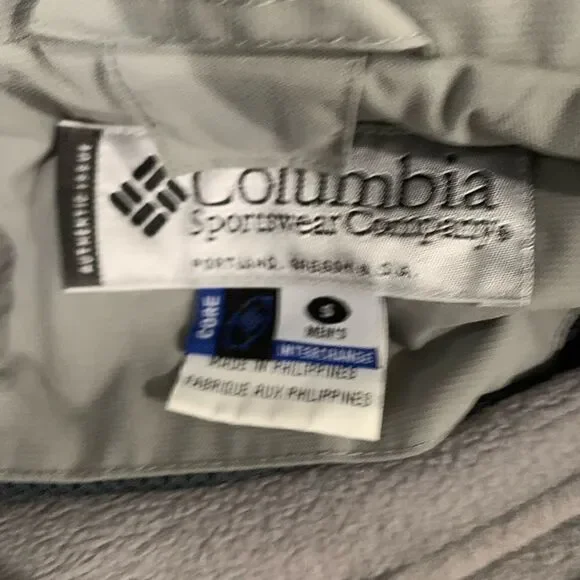 AUTHENTIC ISSUE
Columbia
Sportswear Company®
PORTLAND, OREGON U.S.A.
CORE
S
MEN'S
INTERCHANGE
MADE IN PHILIPPINES
FABRIQUE AUX PHILIPPINES